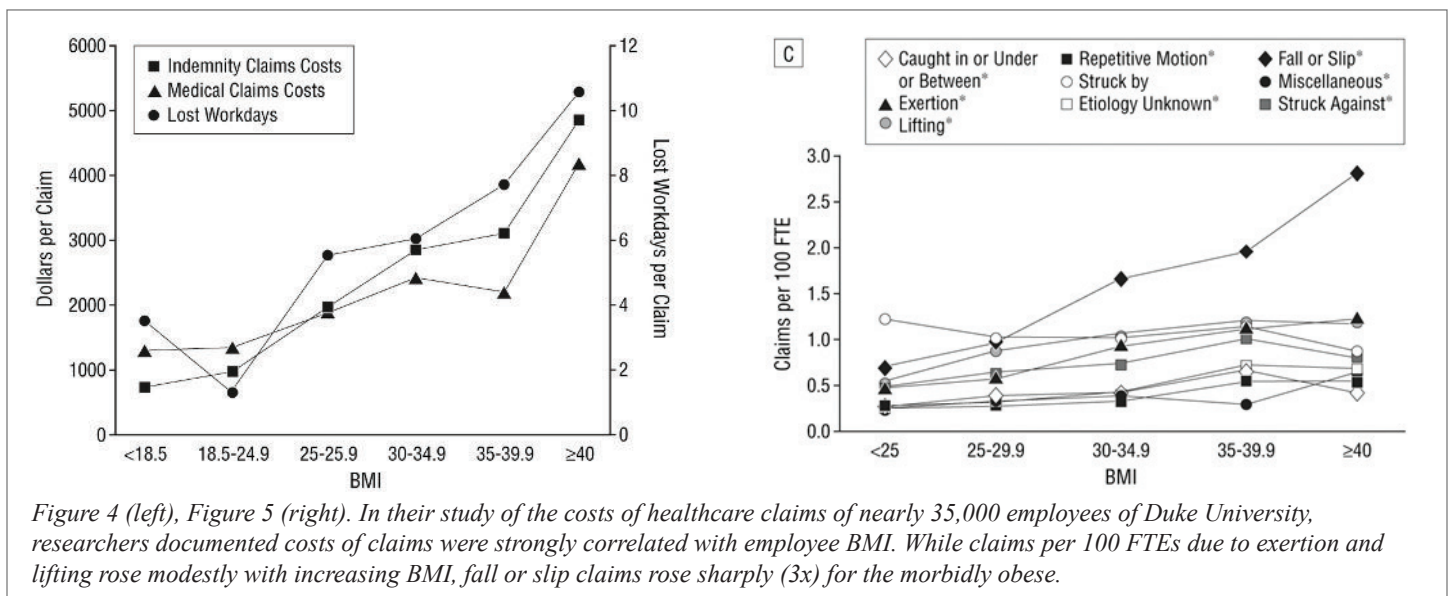 6000
5000
4000
3000
2000
1000
0
Dollars per Claim
Indemnity Claims Costs
Medical Claims Costs
Lost Workdays
12
10
8
6
4
2
0
Lost Workdays per Claim
<18.5 18.5-24.9 25-25.9 30-34.9 35-39.9 ≥40
BMI
C
Caught in or Under
or Between*
Exertion*
Lifting*
Repetitive Motion*
Struck by
Etiology Unknown*
Fall or Slip*
Miscellaneous*
Struck Against*
3.0
2.5
2.0
1.5
1.0
0.5
0.0
Claims per 100 FTE
<25 25-29.9 30-34.9 35-39.9 ≥40
BMI
Figure 4 (left), Figure 5 (right). In their study of the costs of healthcare claims of nearly 35,000 employees of Duke University,
researchers documented costs of claims were strongly correlated with employee BMI. While claims per 100 FTEs due to exertion and
lifting rose modestly with increasing BMI, fall or slip claims rose sharply (3x) for the morbidly obese.